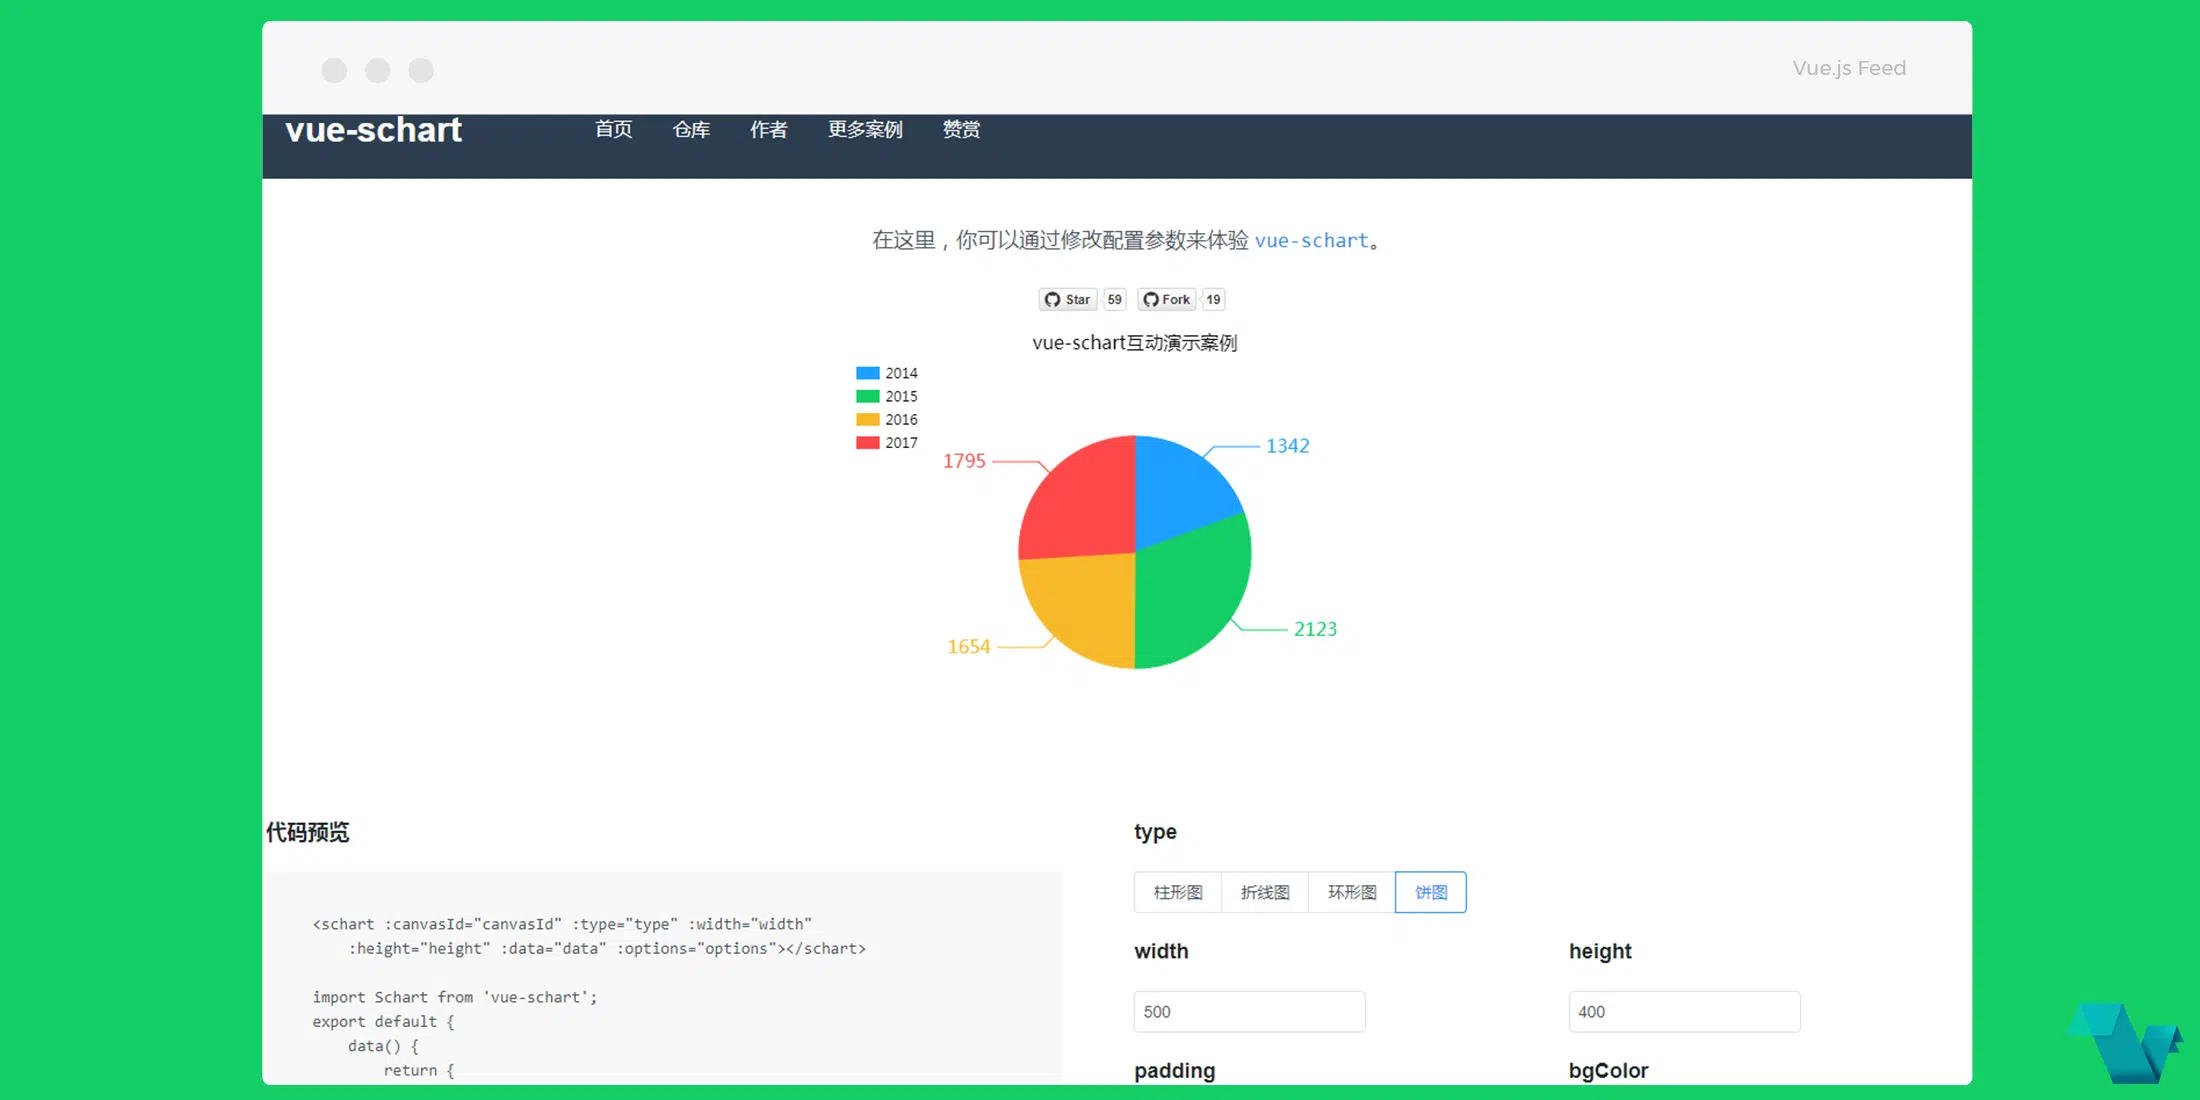 Vue.js Feed
vue-schart 首页 仓库 作者 更多案例 赞赏
在这里，你可以通过修改配置参数来体验 vue-schart。
Star 59 Fork 19
vue-schart互动演示案例
2014
2015
2016
2017
1342
1795
2123
1654
代码预览
<schart :canvasId="canvasId" :type="type" :width="width"
:height="height" :data="data" :options="options"></schart>
import Schart from 'vue-schart';
export default {
data() {
return {
type
柱形图 折线图 环形图 饼图
width height
500 400
padding bgColor